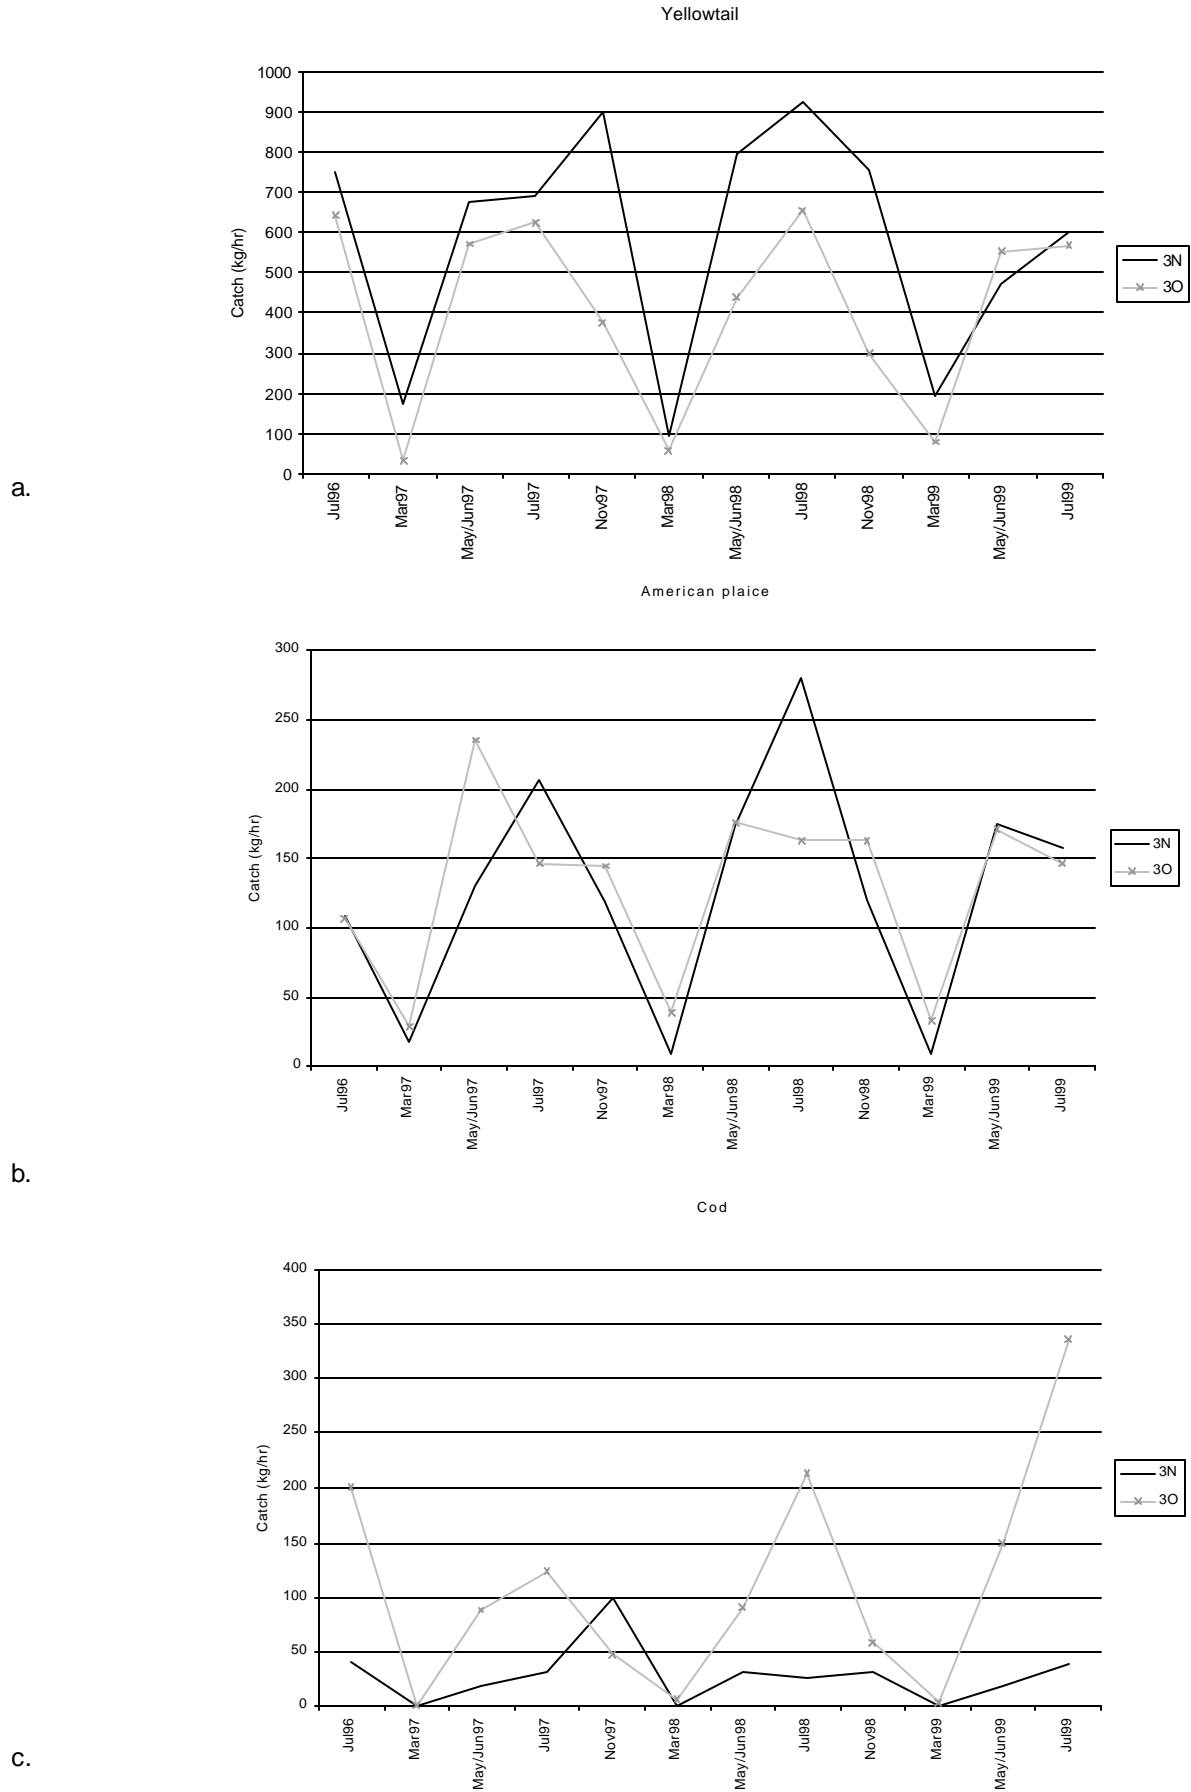 Yellowtail
1000
900
800
700
600
500
400
300
200
100
0
Catch (kg/hr)
3N
3O
Jul96
Mar97
May/Jun97
Jul97
Nov97
Mar98
May/Jun98
Jul98
Nov98
Mar99
May/Jun99
Jul99
a.
American plaice
300
250
200
150
100
50
0
Catch (kg/hr)
3N
3O
Jul96
Mar97
May/Jun97
Jul97
Nov97
Mar98
May/Jun98
Jul98
Nov98
Mar99
May/Jun99
Jul99
b.
Cod
400
350
300
250
200
150
100
50
0
Catch (kg/hr)
3N
3O
Jul96
Mar97
May/Jun97
Jul97
Nov97
Mar98
May/Jun98
Jul98
Nov98
Mar99
May/Jun99
Jul99
c.